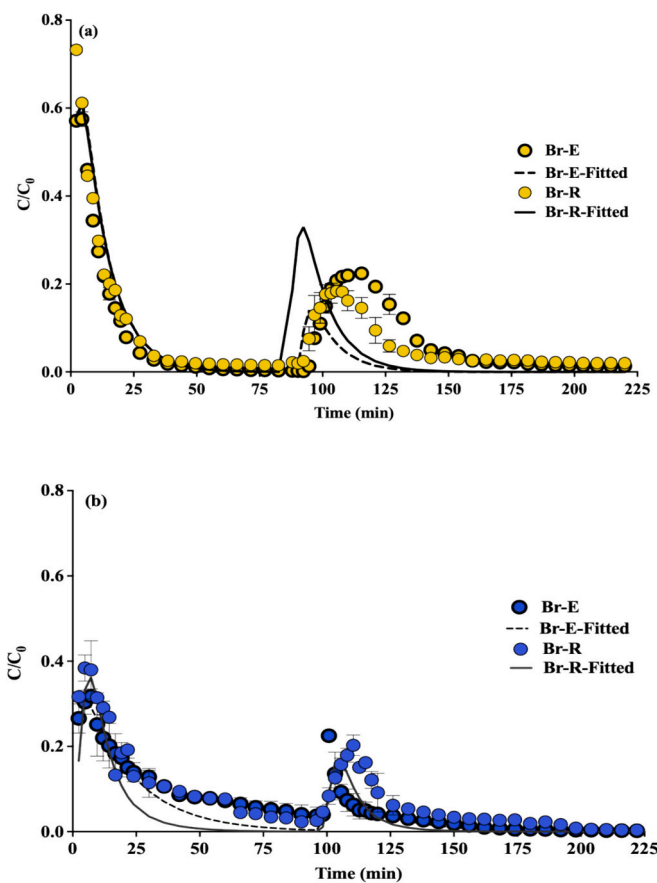 (a)
0.8
0.6
0.4
0.2
0.0
C/C0
Br-E
Br-E-Fitted
Br-R
Br-R-Fitted
0 25 50 75 100 125 150 175 200 225
Time (min)
(b)
0.8
0.6
0.4
0.2
0.0
C/C0
Br-E
Br-E-Fitted
Br-R
Br-R-Fitted
0 25 50 75 100 125 150 175 200 225
Time (min)